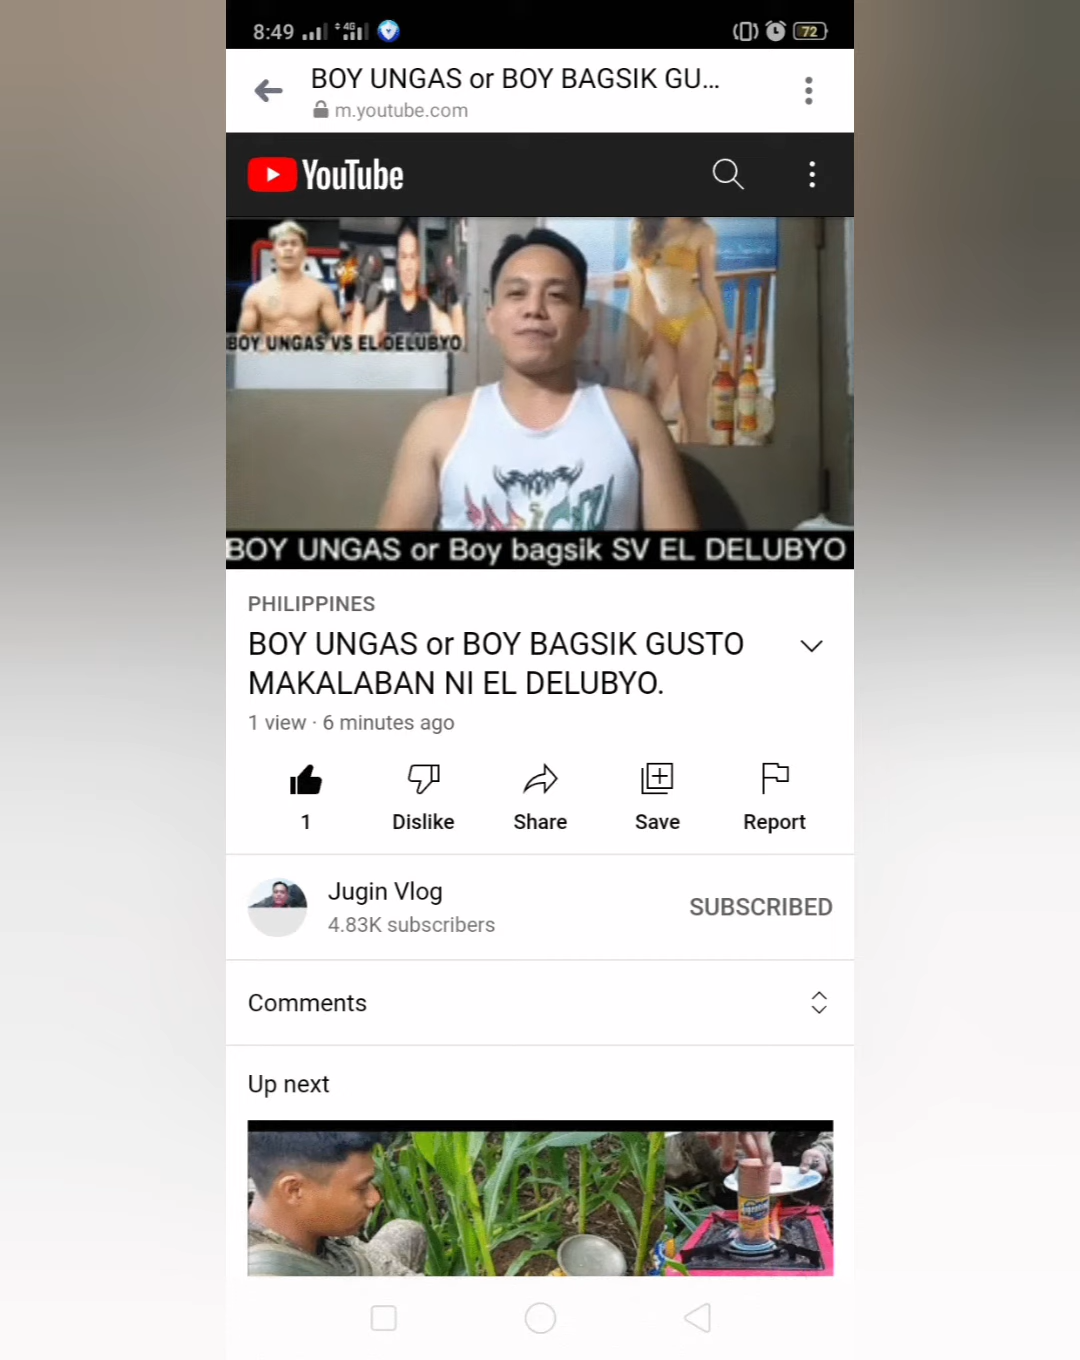 8:49
4G
72
BOY UNGAS or BOY BAGSIK GU...
m.youtube.com
YouTube
BOY UNGAS VS EL DELUBYO
BOY UNGAS or Boy bagsik SV EL DELUBYO
PHILIPPINES
BOY UNGAS or BOY BAGSIK GUSTO
MAKALABAN NI EL DELUBYO.
1 view · 6 minutes ago
1
Dislike
Share
Save
Report
Jugin Vlog
4.83K subscribers
SUBSCRIBED
Comments
Up next